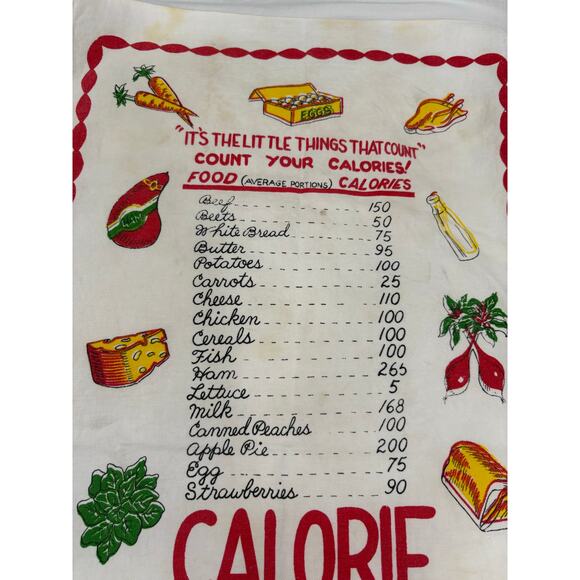 EGGS
"IT'S THE LITTLE THINGS THAT COUNT"
COUNT YOUR CALORIES!
FOOD (AVERAGE PORTIONS) CALORIES
Beef 150
Beets 50
White Bread 75
Butter 95
Potatoes 100
Carrots 25
Cheese 110
Chicken 100
Cereals 100
Fish 100
Ham 265
Lettuce 5
Milk 168
Canned Peaches 100
Apple Pie 200
Egg 75
Strawberries 90
HAM
CALORIE